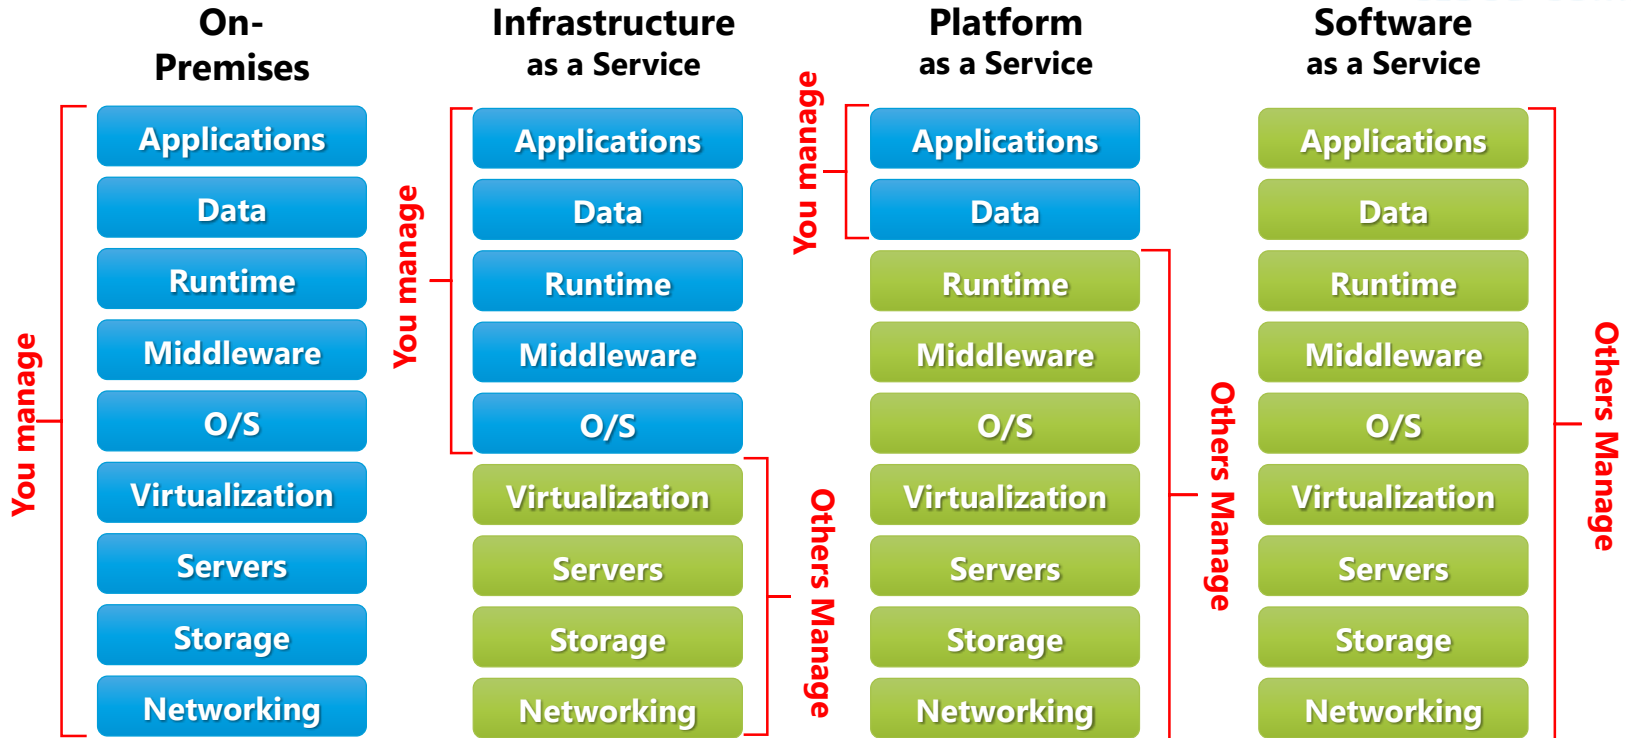 On-
Premises
You manage
Applications
Data
Runtime
Middleware
O/S
Virtualization
Servers
Storage
Networking
Infrastructure
as a Service
You manage
Applications
Data
Runtime
Middleware
O/S
Virtualization
Servers
Storage
Networking
Others Manage
Platform
as a Service
You manage
Applications
Data
Runtime
Middleware
O/S
Virtualization
Servers
Storage
Networking
Others Manage
Software
as a Service
Applications
Data
Runtime
Middleware
O/S
Virtualization
Servers
Storage
Networking
Others Manage